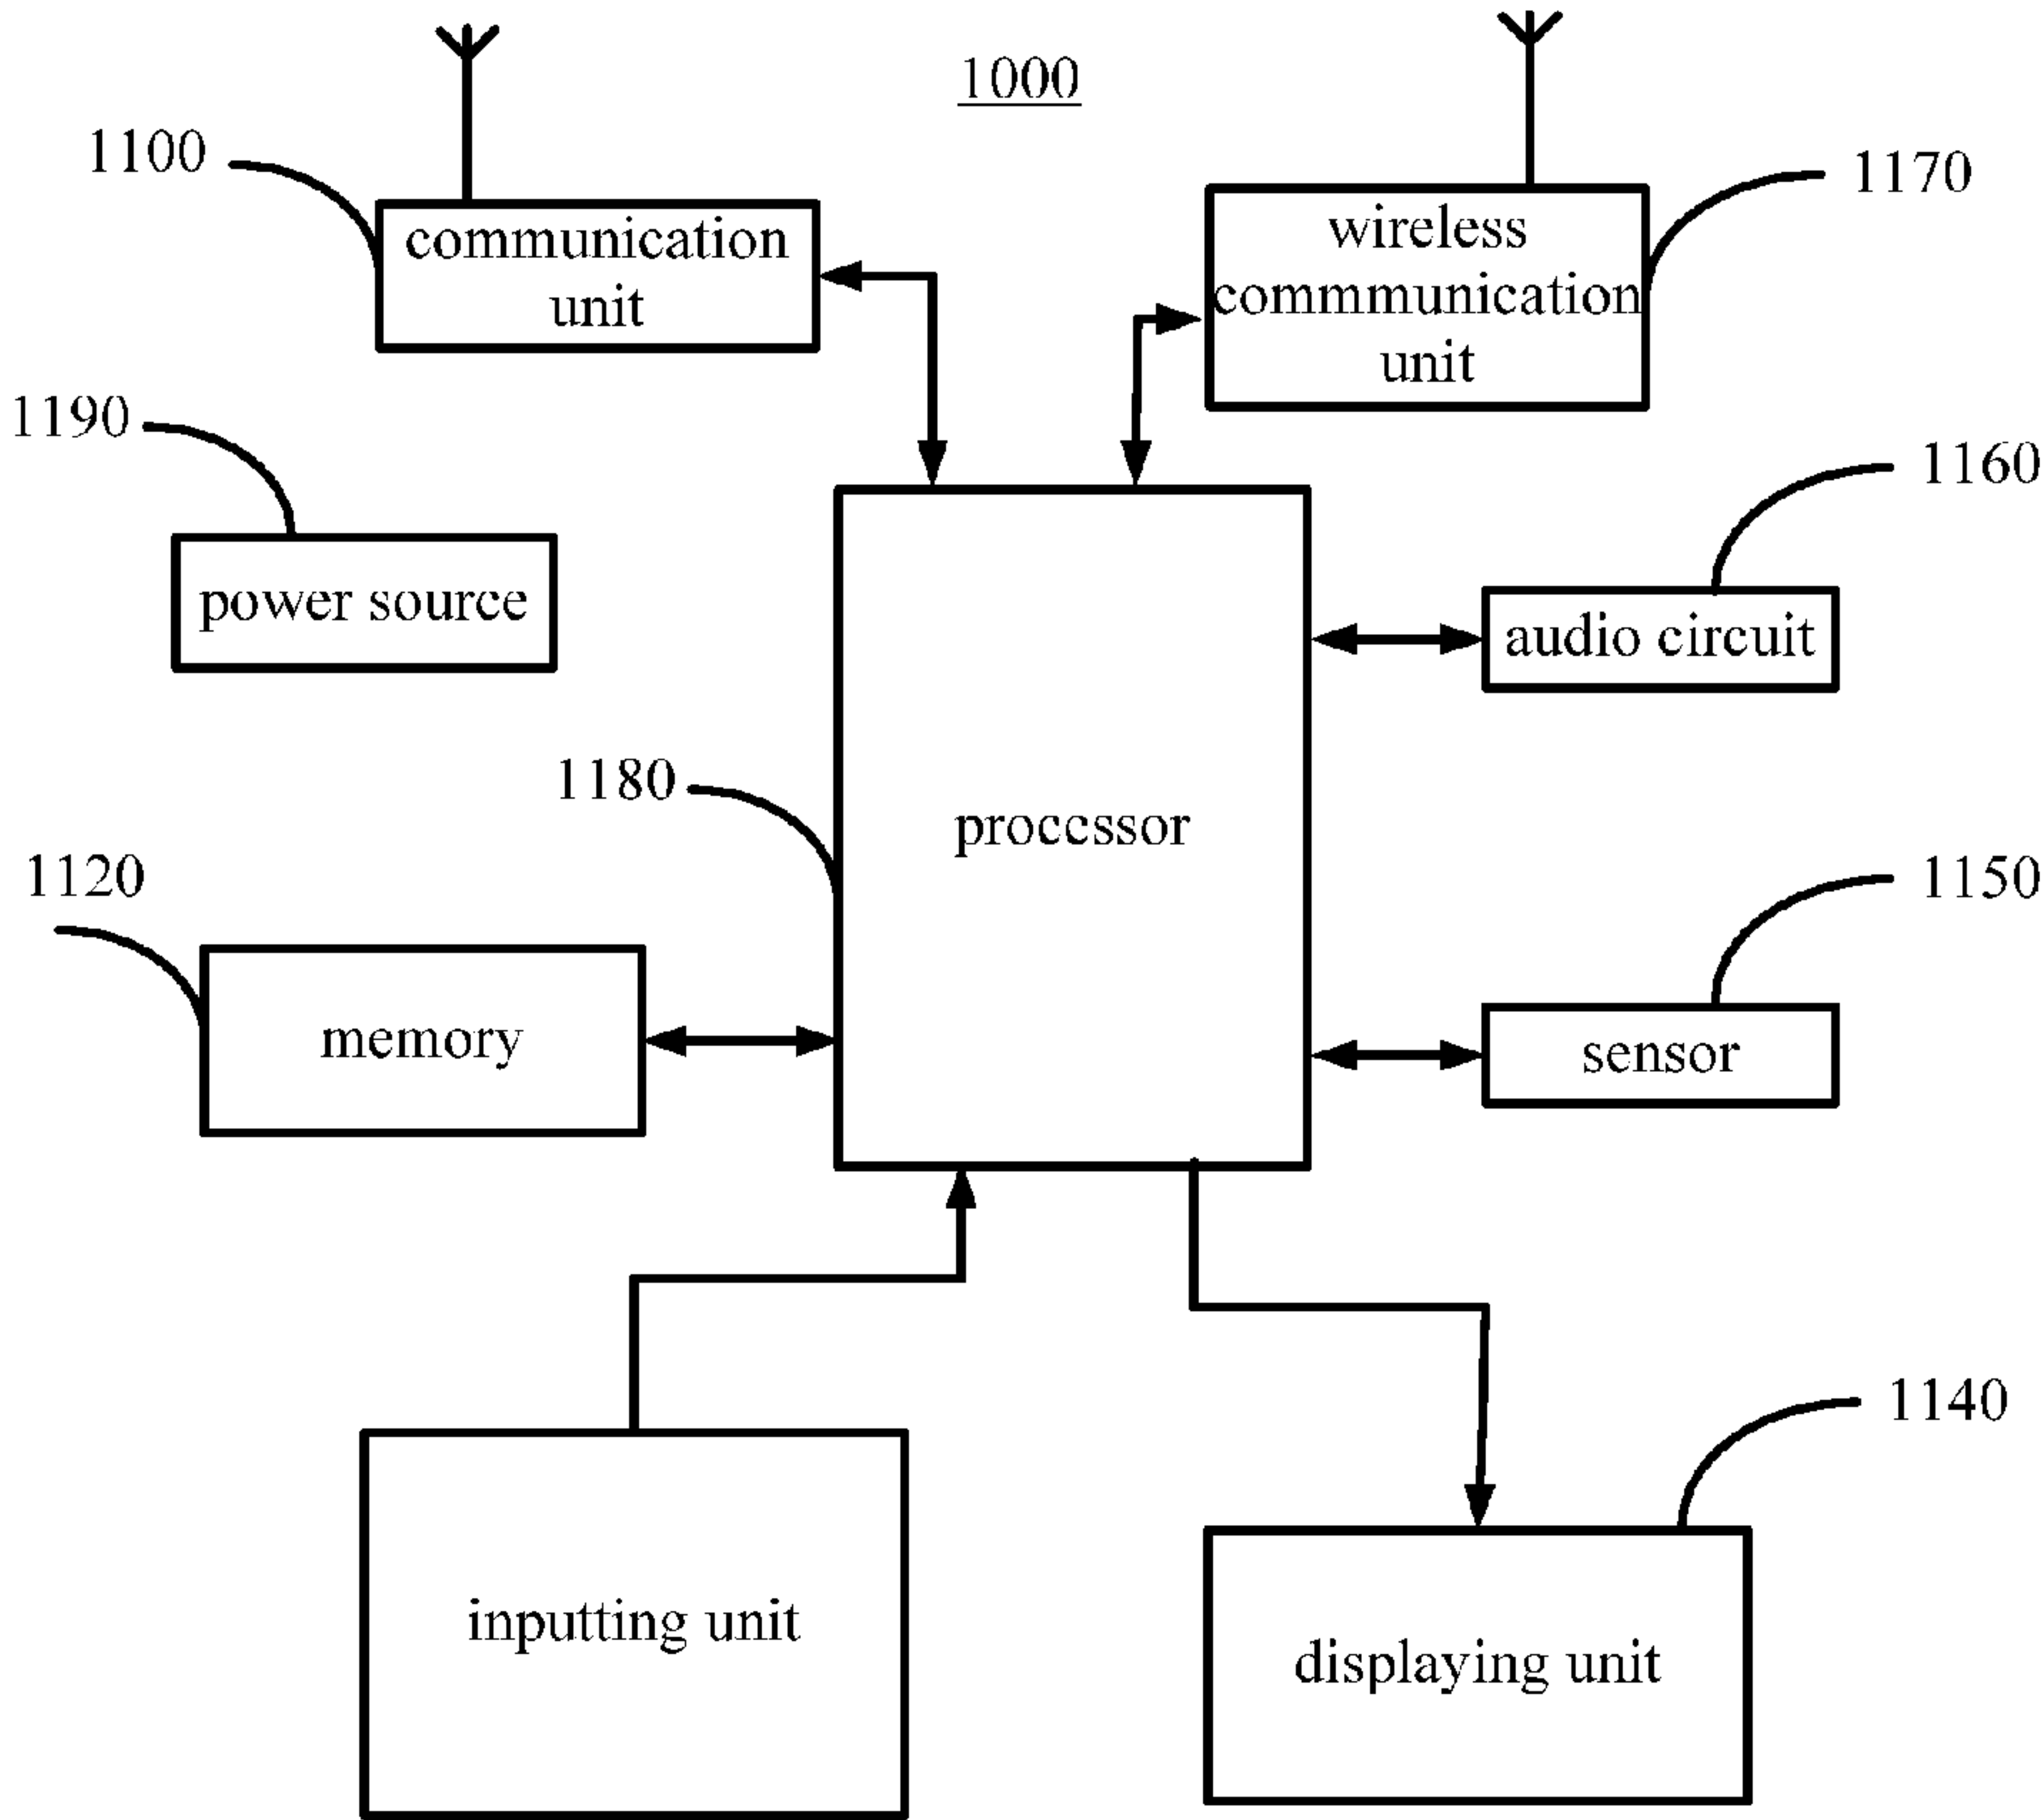 1000
1100
1170
communication
unit
wireless
commmunication
unit
1190
1160
power source
audio circuit
1180
processor
1120
1150
memory
sensor
1140
inputting unit
displaying unit